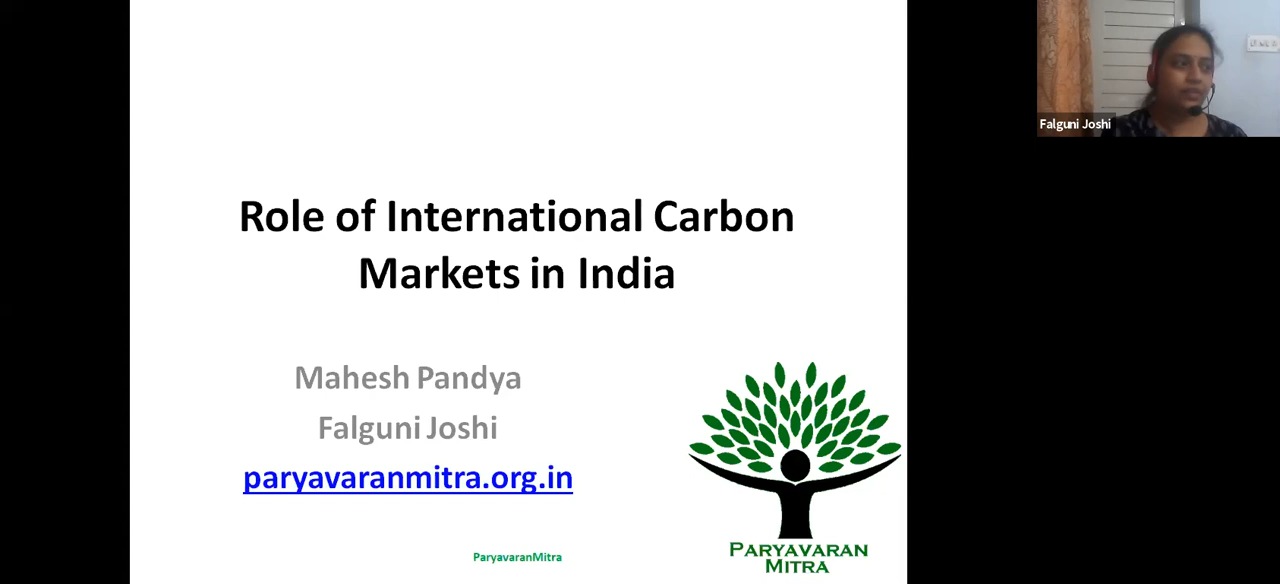 Role of International Carbon
Markets in India
Mahesh Pandya
Falguni Joshi
paryavaranmitra.org.in
ParyavaranMitra
PARYAVARAN
MITRA
Falguni Joshi